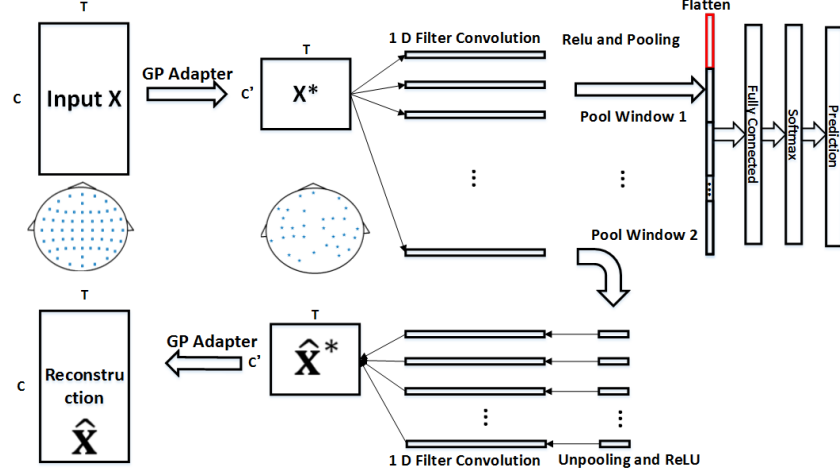 Flatten
T
1 D Filter Convolution
Relu and Pooling
GP Adapter
T
C
Input X
C'
X*
Pool Window 1
Fully Connected
Softmax
Prediction
Pool Window 2
T
T
GP Adapter
C'
X̂*
C
Reconstru
ction
X̂
1 D Filter Convolution
Unpooling and ReLU